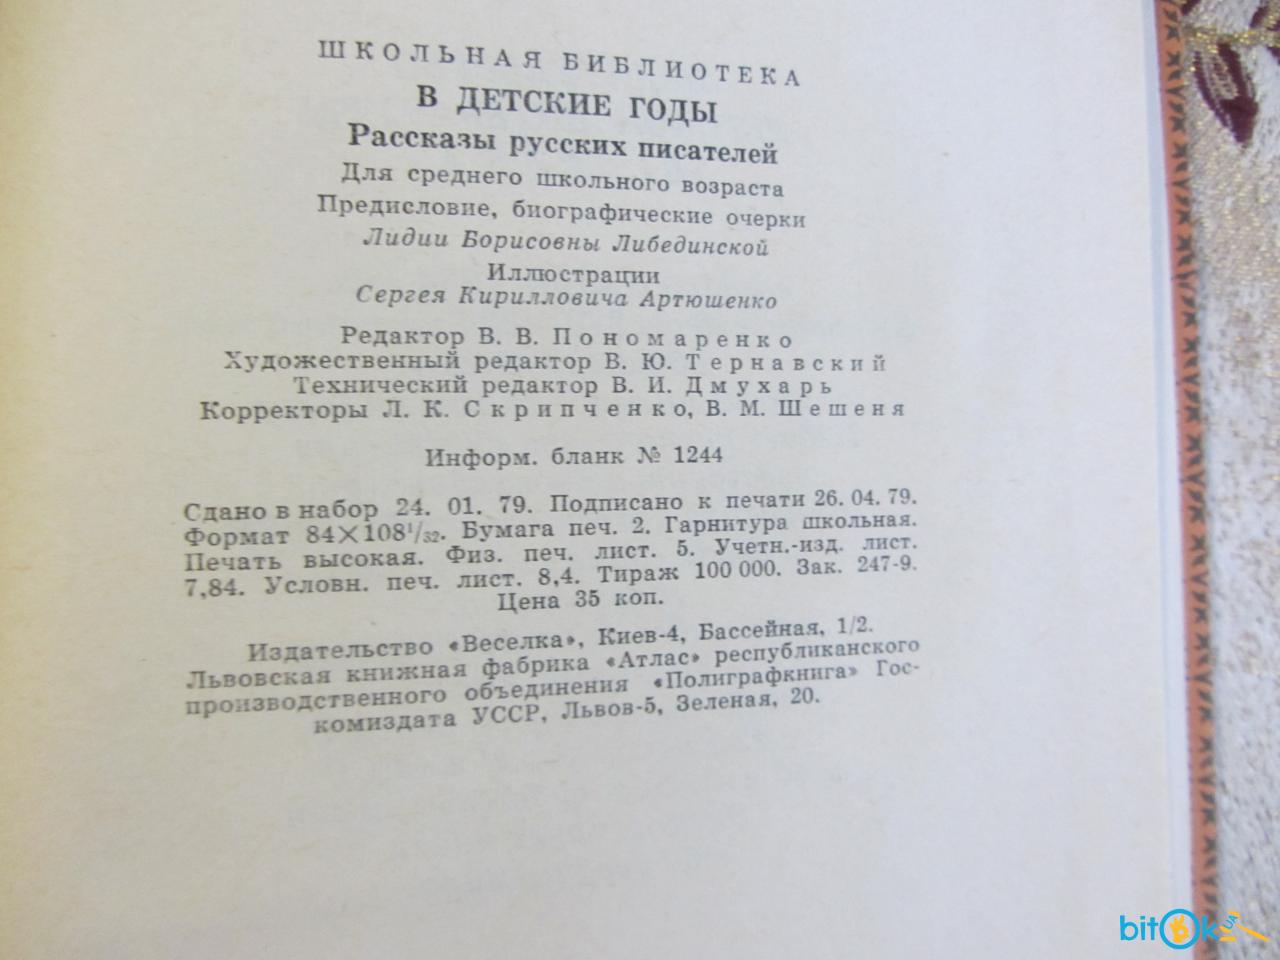 ШКОЛЬНАЯ БИБЛИОТЕКА
В ДЕТСКИЕ ГОДЫ
Рассказы русских писателей
Для среднего школьного возраста
Предисловие, биографические очерки
Лидии Борисовны Либединской
Иллюстрации
Сергея Кирилловича Артюшенко
Редактор В. В. Пономаренко
Художественный редактор В. Ю. Тернавский
Технический редактор В. И. Дмухарь
Корректоры Л. К. Скрипченко, В. М. Шешеня
Информ. бланк № 1244
Сдано в набор 24. 01. 79. Подписано к печати 26. 04. 79.
Формат 84×108¹/₃₂. Бумага печ. 2. Гарнитура школьная.
Печать высокая. Физ. печ. лист. 5. Учетн.-изд. лист.
7,84. Условн. печ. лист. 8,4. Тираж 100 000. Зак. 247-9.
Цена 35 коп.
Издательство «Веселка», Киев-4, Бассейная, 1/2.
Львовская книжная фабрика «Атлас» республиканского
производственного объединения «Полиграфкнига» Гос-
комиздата УССР, Львов-5, Зеленая, 20.
bitOk.UA